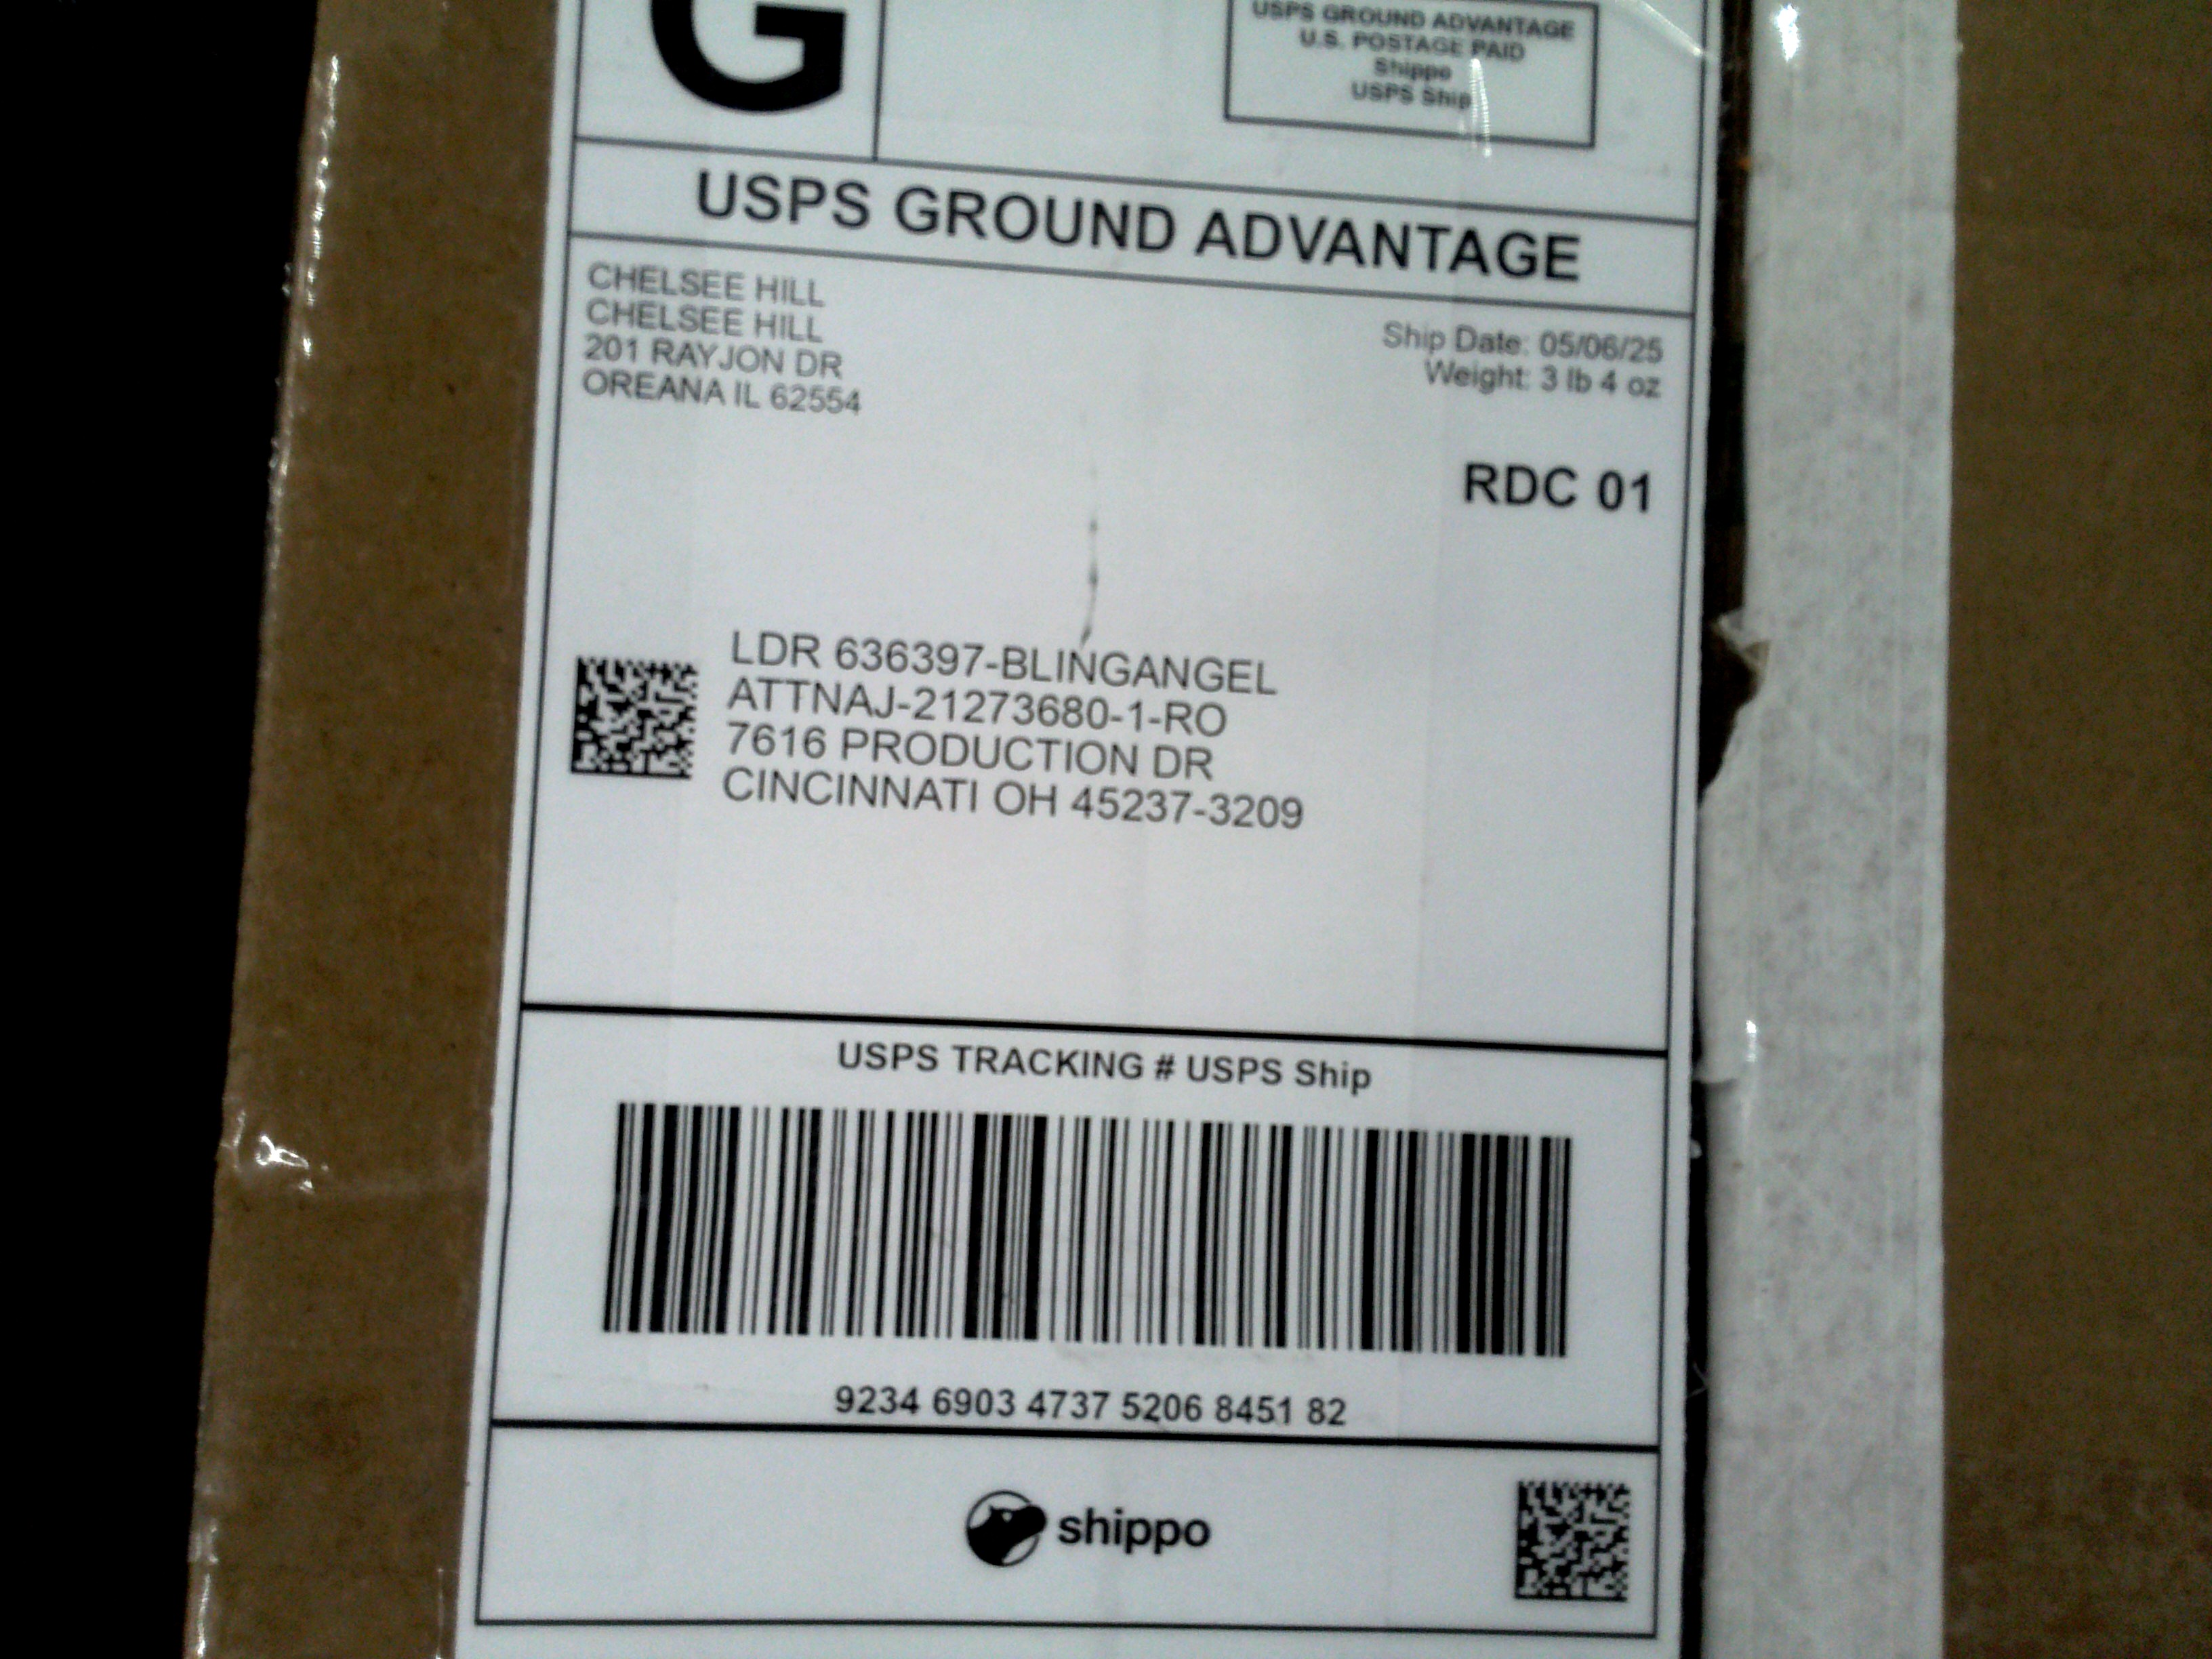 G
USPS GROUND ADVANTAGE
U.S. POSTAGE PAID
Shippo
USPS Ship
USPS GROUND ADVANTAGE
CHELSEE HILL
CHELSEE HILL
201 RAYJON DR
OREANA IL 62554
Ship Date: 05/06/25
Weight: 3 lb 4 oz
RDC 01
LDR 636397-BLINGANGEL
ATTNAJ-21273680-1-RO
7616 PRODUCTION DR
CINCINNATI OH 45237-3209
USPS TRACKING # USPS Ship
9234 6903 4737 5206 8451 82
shippo